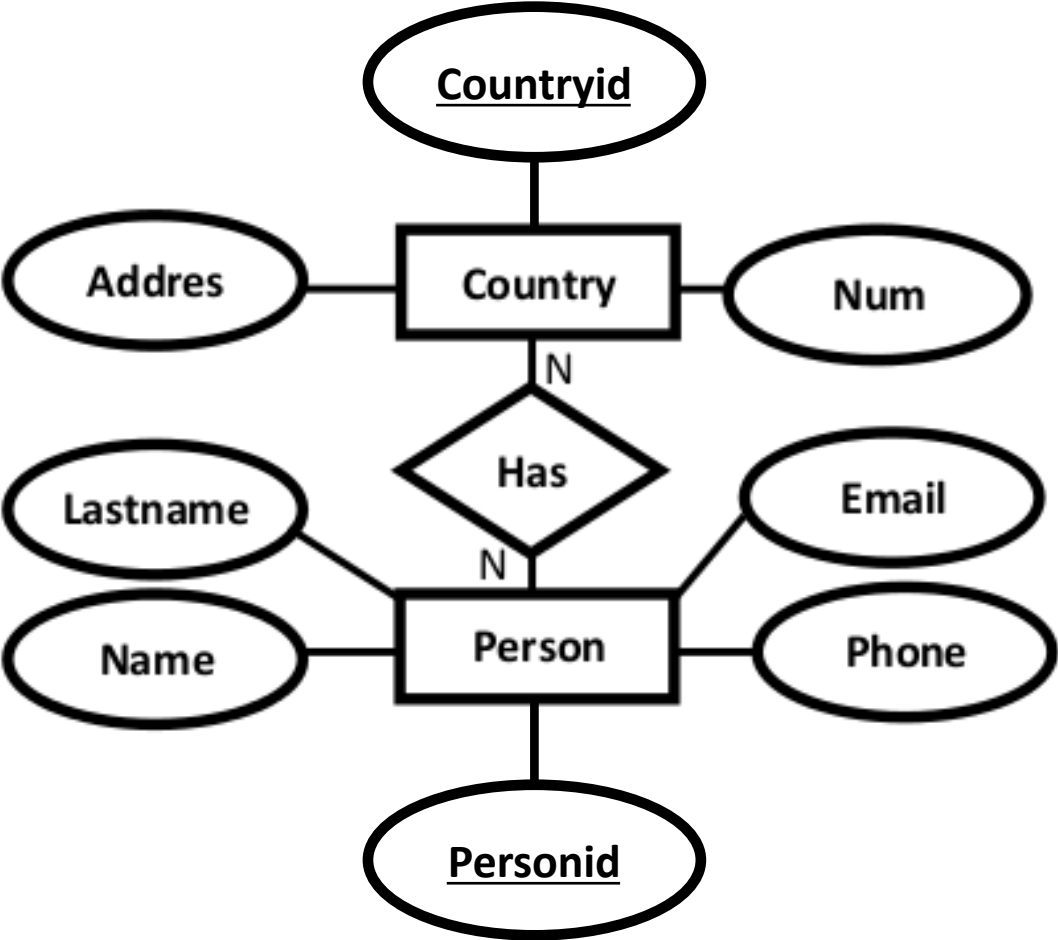 Countryid
Addres
Country
Num
N
Has
Lastname
Email
N
Name
Person
Phone
Personid